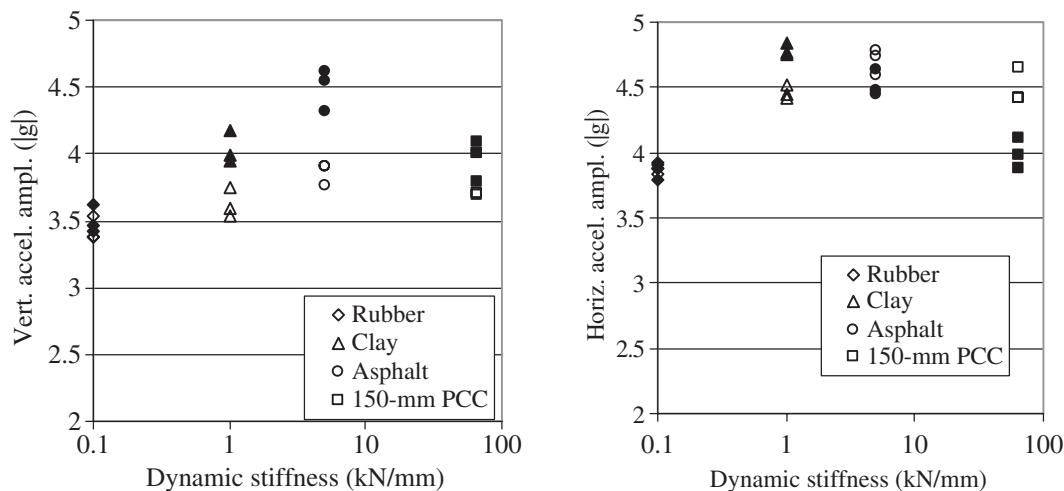 5
4.5
4
3.5
3
2.5
2
Vert. accel. ampl. (|g|)
Rubber
Clay
Asphalt
150-mm PCC
0.1 1 10 100
Dynamic stiffness (kN/mm)
5
4.5
4
3.5
3
2.5
2
Horiz. accel. ampl. (|g|)
Rubber
Clay
Asphalt
150-mm PCC
0.1 1 10 100
Dynamic stiffness (kN/mm)